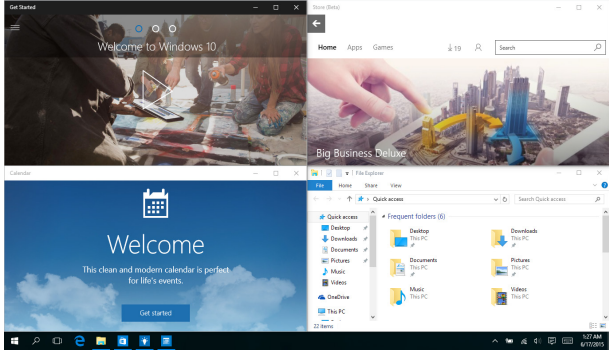 Get Started
Welcome to Windows 10
Store (Beta)
19
Search
Home Apps Games
Big Business Deluxe
Calendar
Welcome
This clean and modern calendar is perfect
for life's events.
Get started
File Explorer
File Home Share View
Quick access
Search Quick access
Quick access
Desktop
Downloads
Documents
Pictures
Music
Videos
OneDrive
This PC
Frequent folders (6)
Desktop
This PC
Downloads
This PC
Documents
This PC
Pictures
This PC
Music
This PC
Videos
This PC
22 items
1:27 AM
6/17/2015